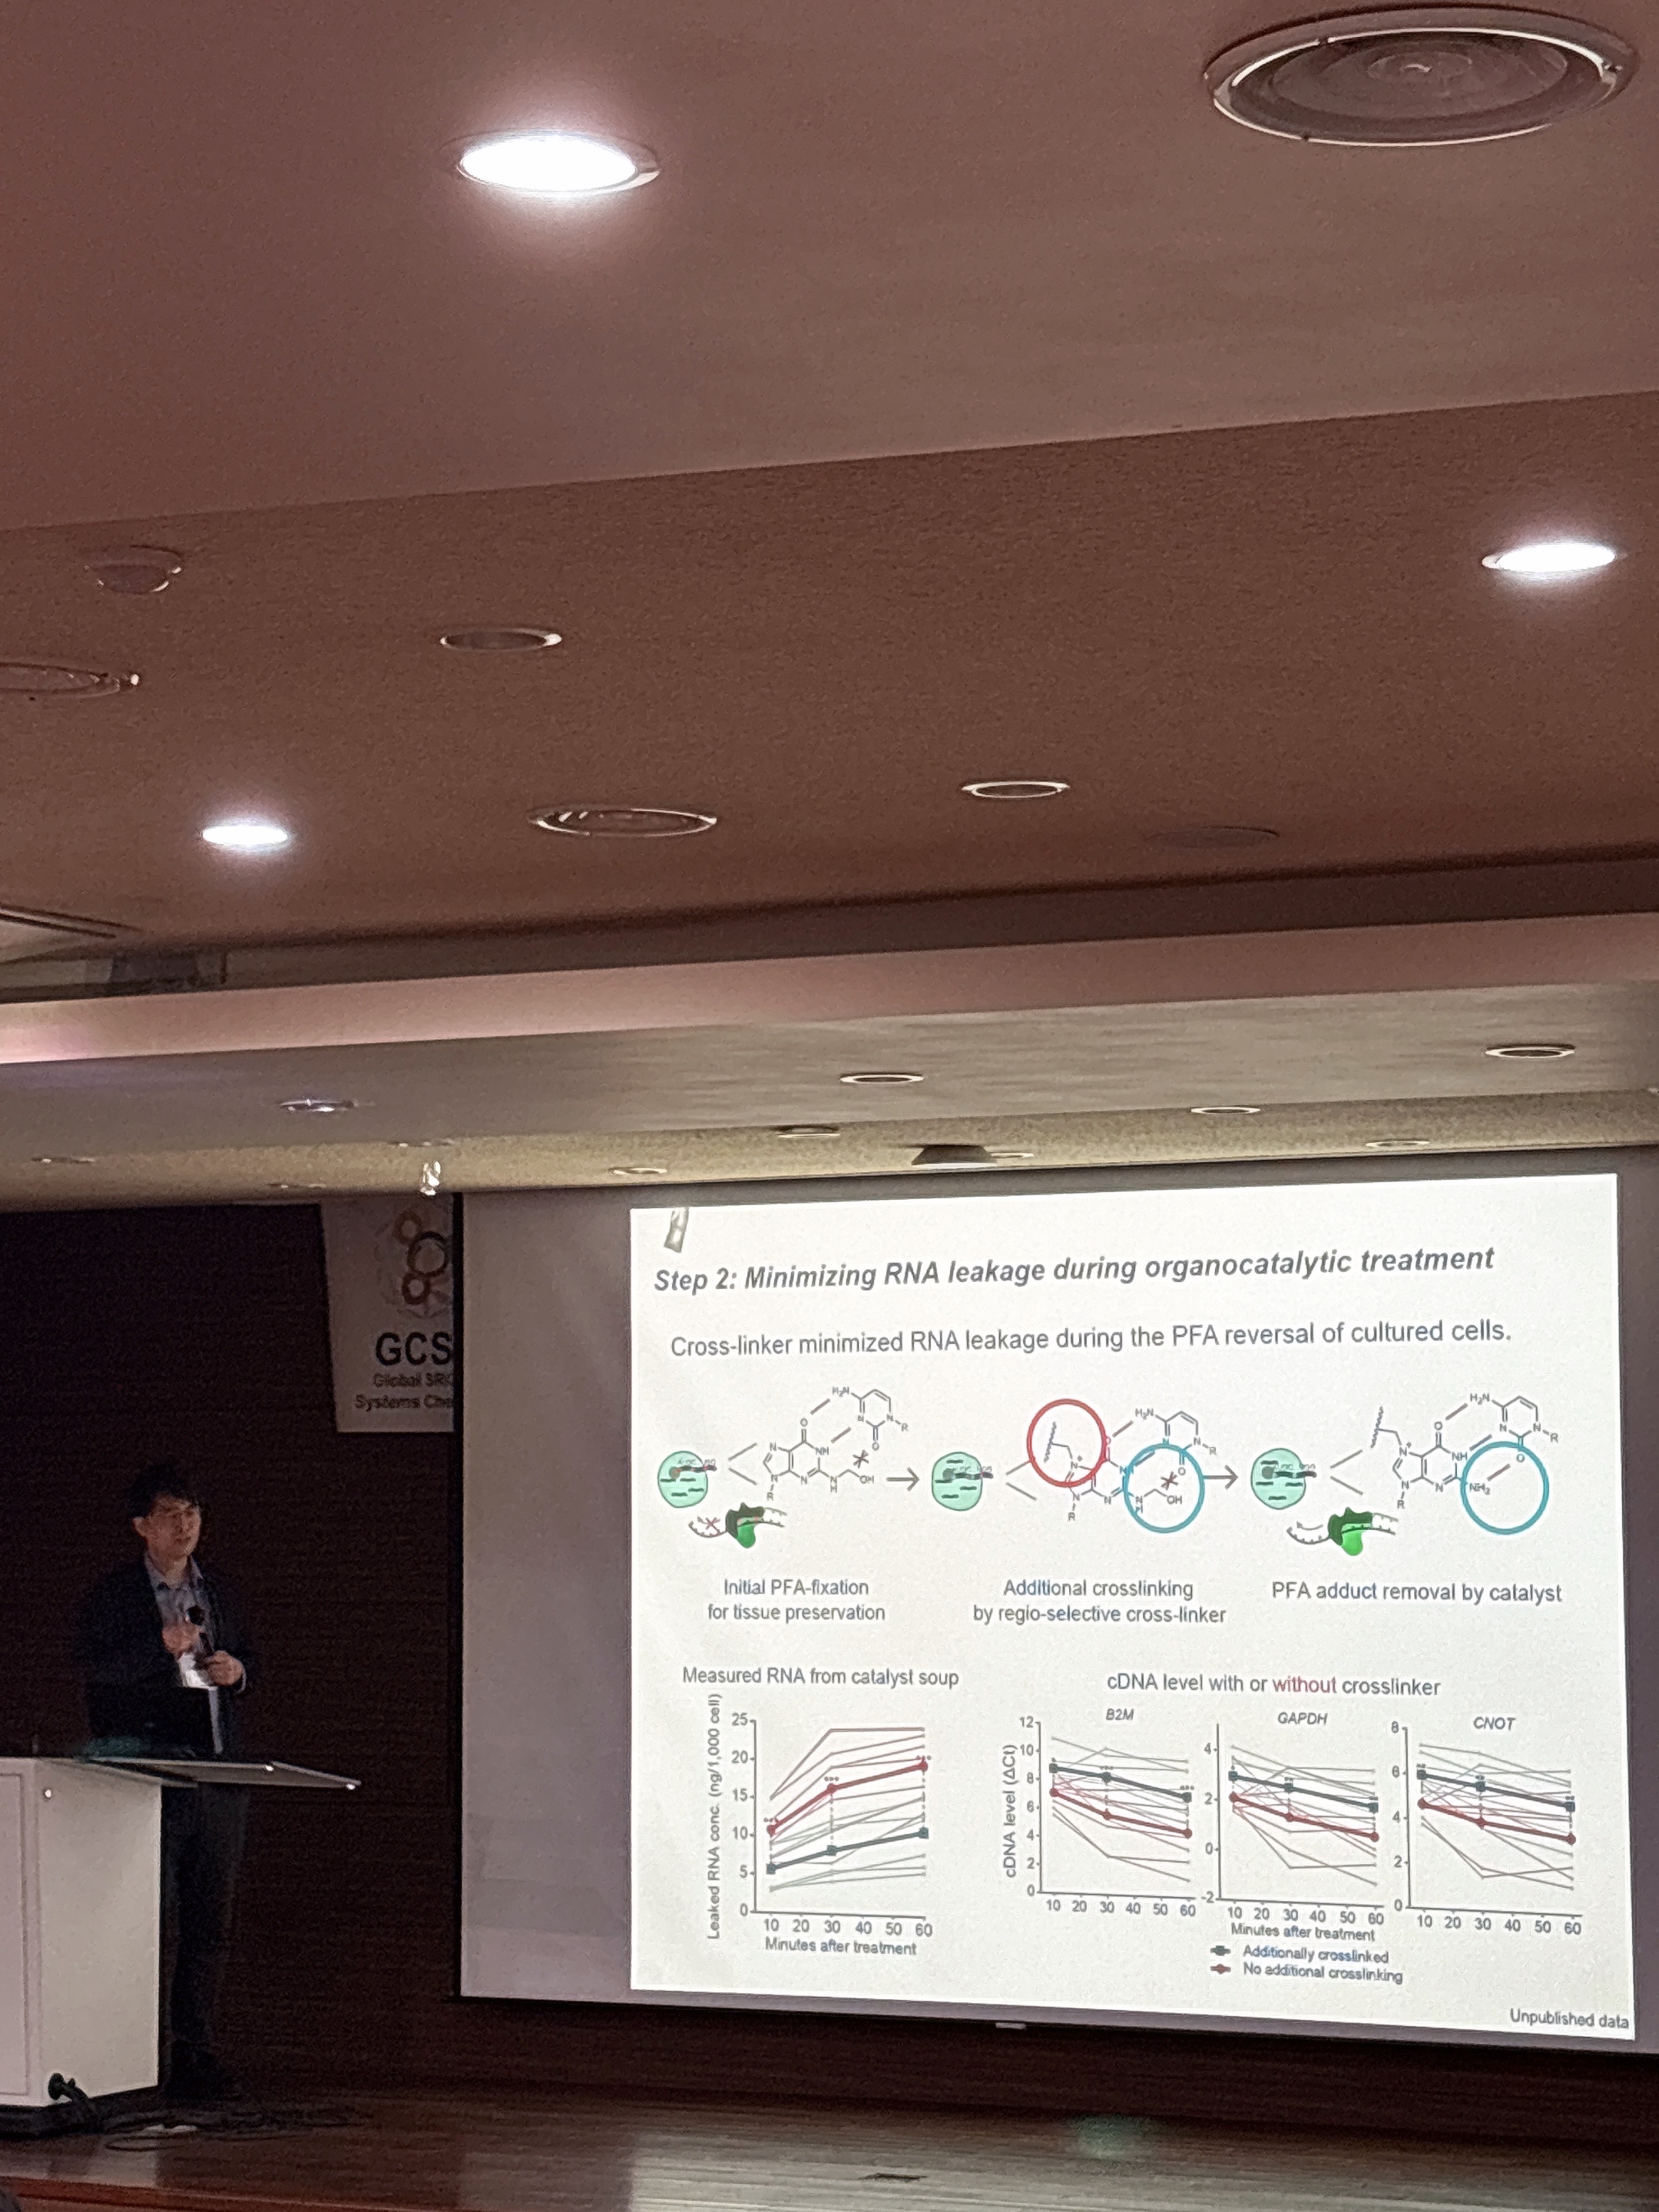 GCS
Global SR
Systems Che
Step 2: Minimizing RNA leakage during organocatalytic treatment
Cross-linker minimized RNA leakage during the PFA reversal of cultured cells.
H₂N
O
N
N
R
N
NH
O
N
N
N
H
OH
R
H₂N
N
R
O
N⁺
N
R
N
N
H
OH
H₂N
N
N
R
O
O
N⁺
NH
N
N
NH₂
R
Initial PFA-fixation
for tissue preservation
Additional crosslinking
by regio-selective cross-linker
PFA adduct removal by catalyst
Measured RNA from catalyst soup
Leaked RNA conc. (ng/1,000 cell)
25
20
15
10
5
0
10 20 30 40 50 60
Minutes after treatment
cDNA level with or without crosslinker
cDNA level (ΔCt)
B2M
12
10
8
6
4
2
0
10 20 30 40 50 60
GAPDH
4
2
0
-2
10 20 30 40 50 60
Minutes after treatment
CNOT
8
6
4
2
0
10 20 30 40 50 60
Additionally crosslinked
No additional crosslinking
Unpublished data